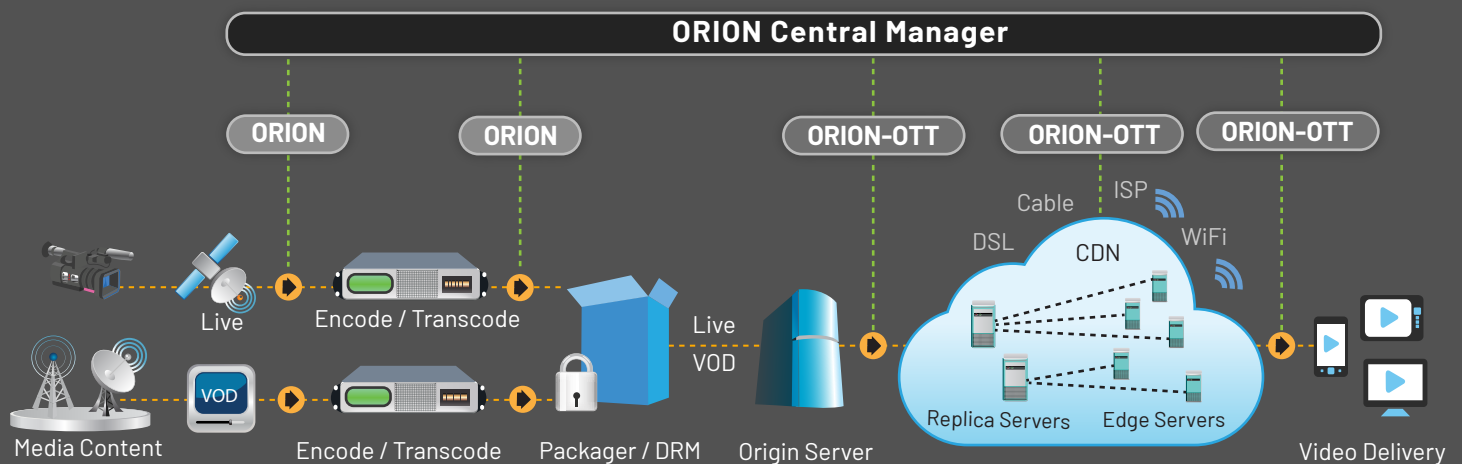 ORION Central Manager
ORION
ORION
ORION-OTT
ORION-OTT
ORION-OTT
ISP
Cable
DSL
WiFi
CDN
Live
Encode / Transcode
Live
VOD
VOD
Replica Servers
Edge Servers
Media Content
Encode / Transcode
Packager / DRM
Origin Server
Video Delivery